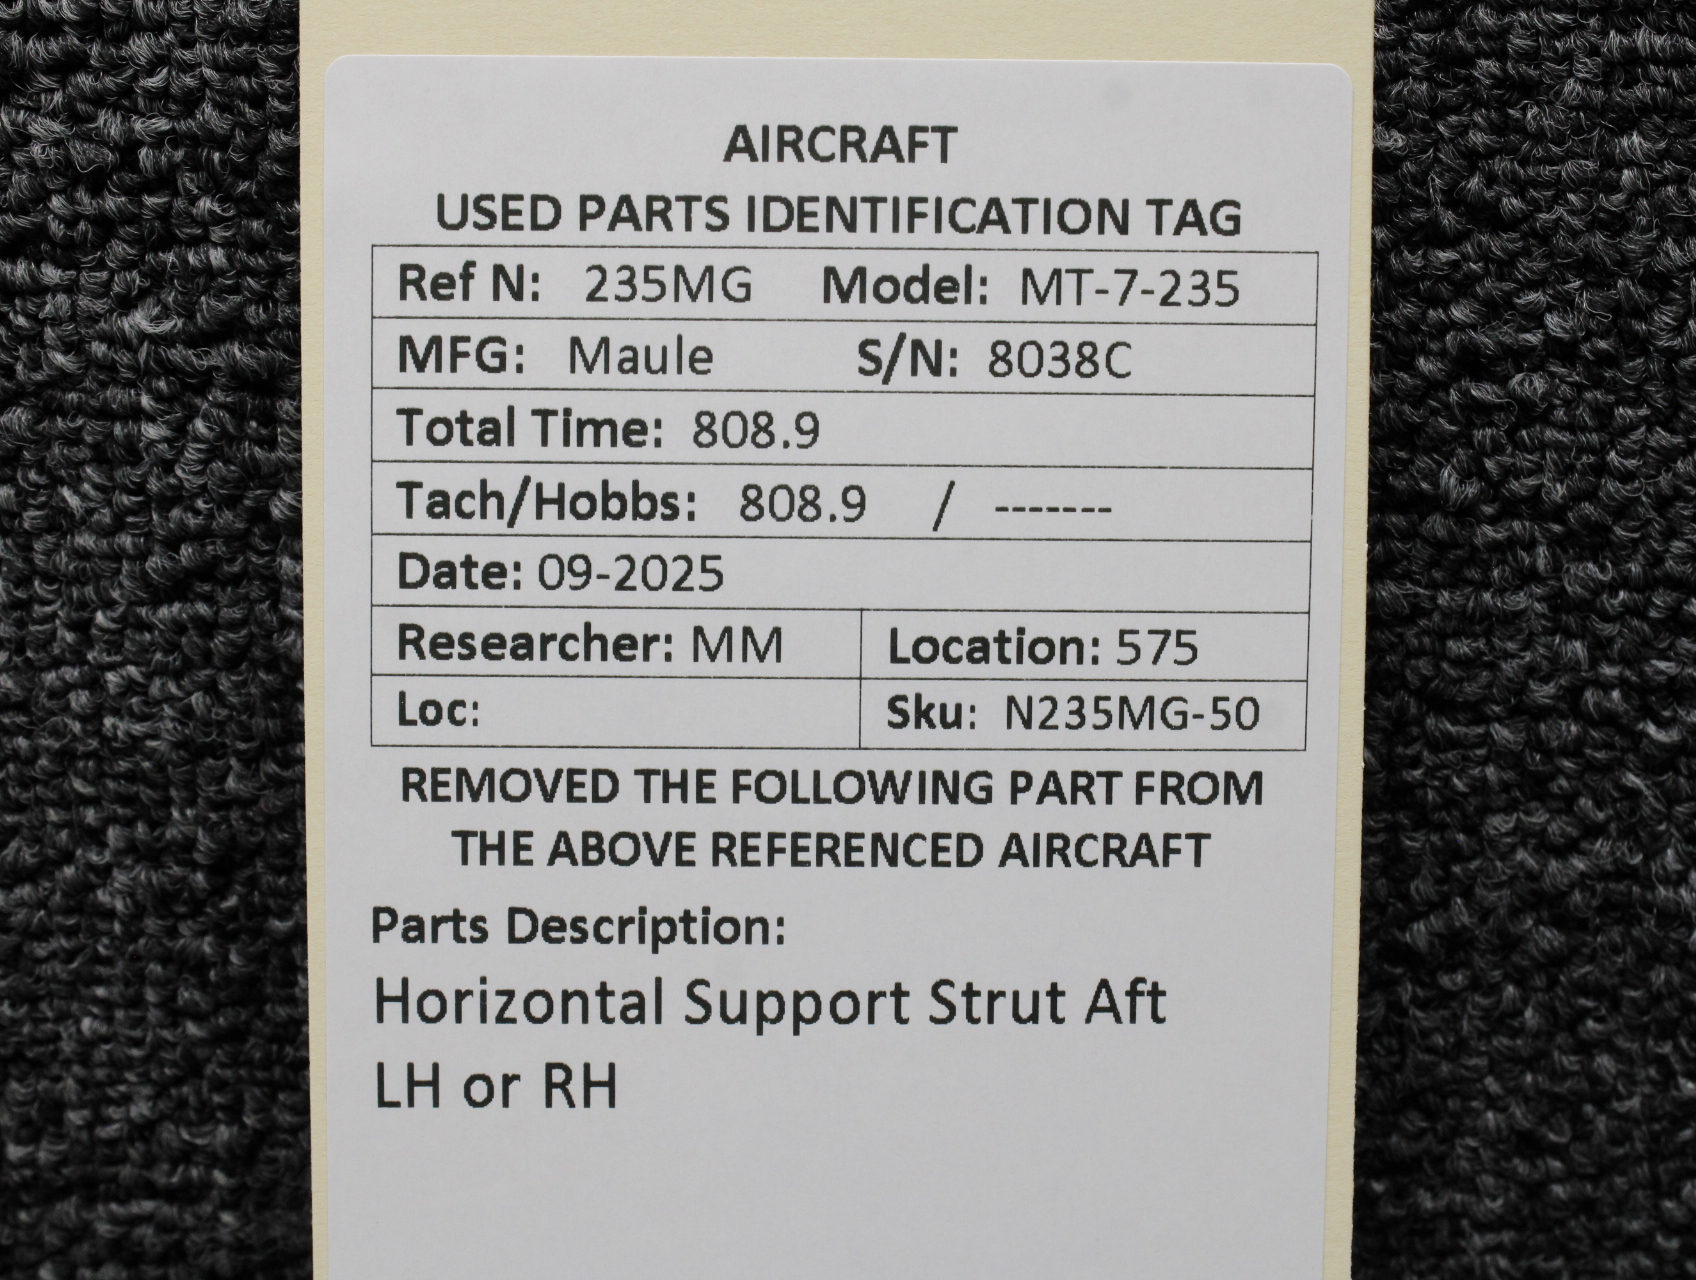 AIRCRAFT
USED PARTS IDENTIFICATION TAG
Ref N: 235MG Model: MT-7-235
MFG: Maule S/N: 8038C
Total Time: 808.9
Tach/Hobbs: 808.9 / -------
Date: 09-2025
Researcher: MM Location: 575
Loc: Sku: N235MG-50
REMOVED THE FOLLOWING PART FROM
THE ABOVE REFERENCED AIRCRAFT
Parts Description:
Horizontal Support Strut Aft
LH or RH